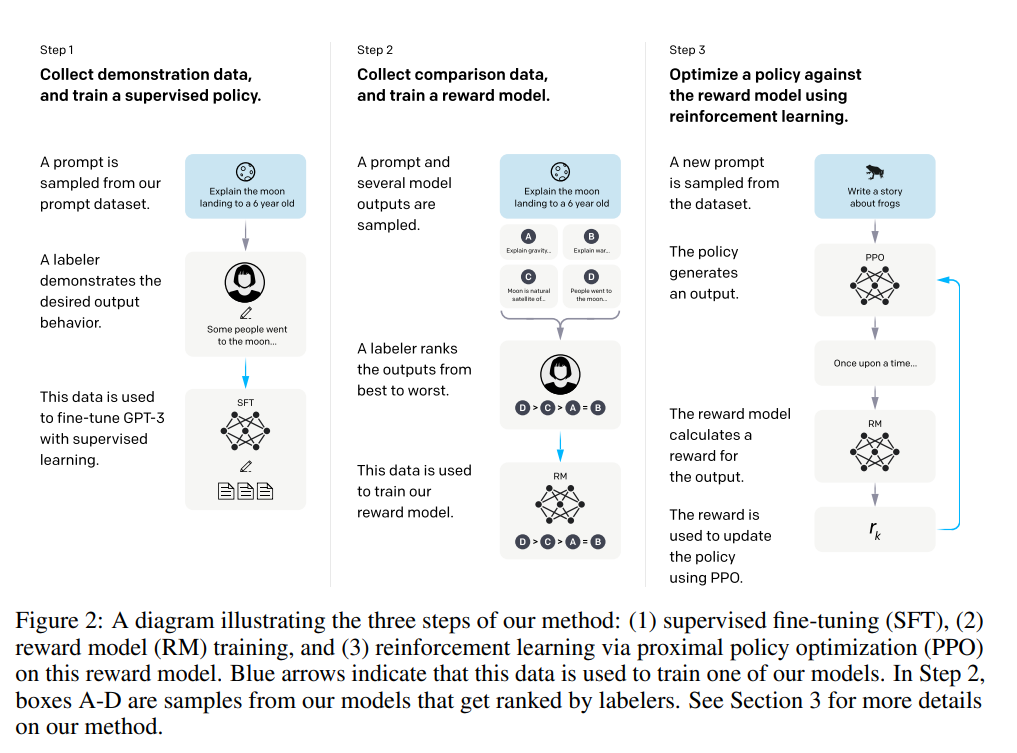 Step 1
Collect demonstration data,
and train a supervised policy.
A prompt is
sampled from our
prompt dataset.
Explain the moon
landing to a 6 year old
A labeler
demonstrates the
desired output
behavior.
Some people went
to the moon...
This data is used
to fine-tune GPT-3
with supervised
learning.
SFT
Step 2
Collect comparison data,
and train a reward model.
A prompt and
several model
outputs are
sampled.
Explain the moon
landing to a 6 year old
A
Explain gravity...
B
Explain war...
C
Moon is natural
satellite of...
D
People went to
the moon...
A labeler ranks
the outputs from
best to worst.
D > C > A = B
This data is used
to train our
reward model.
RM
D > C > A = B
Step 3
Optimize a policy against
the reward model using
reinforcement learning.
A new prompt
is sampled from
the dataset.
Write a story
about frogs
The policy
generates
an output.
PPO
Once upon a time...
The reward model
calculates a
reward for
the output.
RM
The reward is
used to update
the policy
using PPO.
rk
Figure 2: A diagram illustrating the three steps of our method: (1) supervised fine-tuning (SFT), (2)
reward model (RM) training, and (3) reinforcement learning via proximal policy optimization (PPO)
on this reward model. Blue arrows indicate that this data is used to train one of our models. In Step 2,
boxes A-D are samples from our models that get ranked by labelers. See Section 3 for more details
on our method.